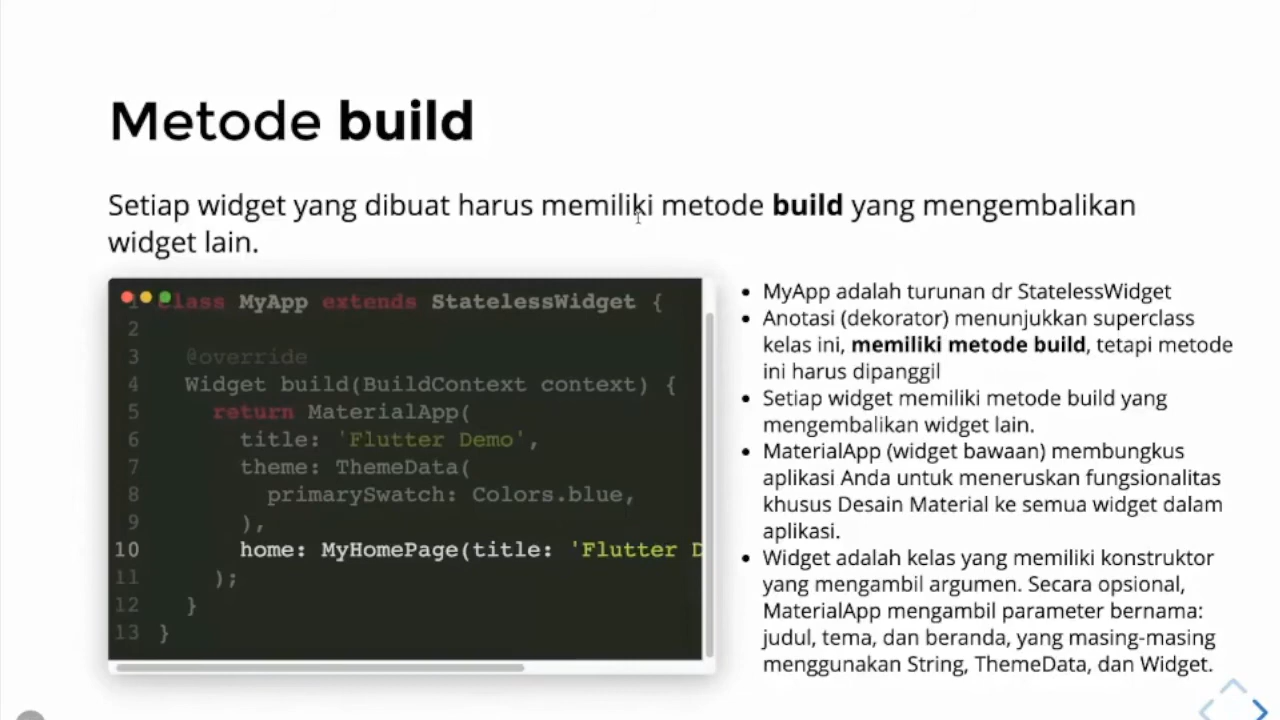 Metode build
Setiap widget yang dibuat harus memiliki metode build yang mengembalikan
widget lain.
1 class MyApp extends StatelessWidget {
2
3 @override
4 Widget build(BuildContext context) {
5 return MaterialApp(
6 title: 'Flutter Demo',
7 theme: ThemeData(
8 primarySwatch: Colors.blue,
9 ),
10 home: MyHomePage(title: 'Flutter D
11 );
12 }
13 }
• MyApp adalah turunan dr StatelessWidget
• Anotasi (dekorator) menunjukkan superclass
kelas ini, memiliki metode build, tetapi metode
ini harus dipanggil
• Setiap widget memiliki metode build yang
mengembalikan widget lain.
• MaterialApp (widget bawaan) membungkus
aplikasi Anda untuk meneruskan fungsionalitas
khusus Desain Material ke semua widget dalam
aplikasi.
• Widget adalah kelas yang memiliki konstruktor
yang mengambil argumen. Secara opsional,
MaterialApp mengambil parameter bernama:
judul, tema, dan beranda, yang masing-masing
menggunakan String, ThemeData, dan Widget.